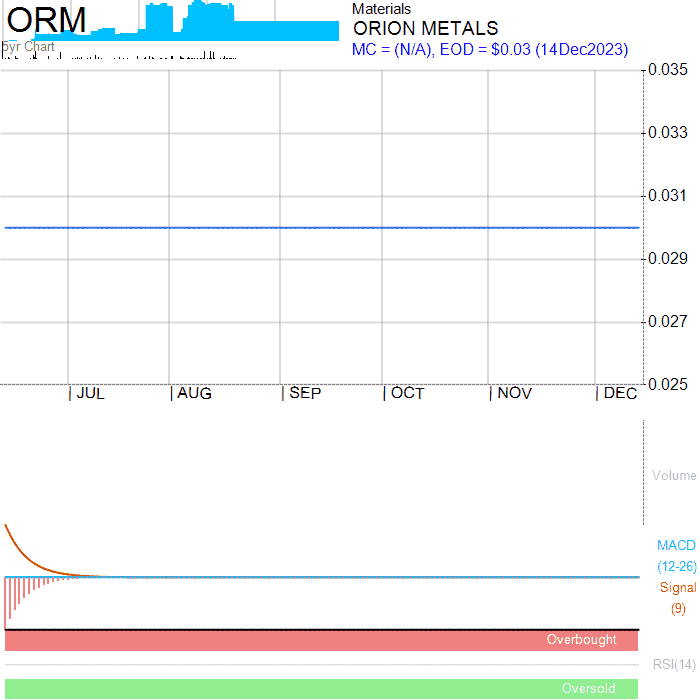 ORM
5yr Chart
Materials
ORION METALS
MC = (N/A), EOD = $0.03 (14Dec2023)
0.035
0.033
0.031
0.029
0.027
0.025
JUL AUG SEP OCT NOV DEC
Volume
MACD
(12-26)
Signal
(9)
Overbought
RSI(14)
Oversold